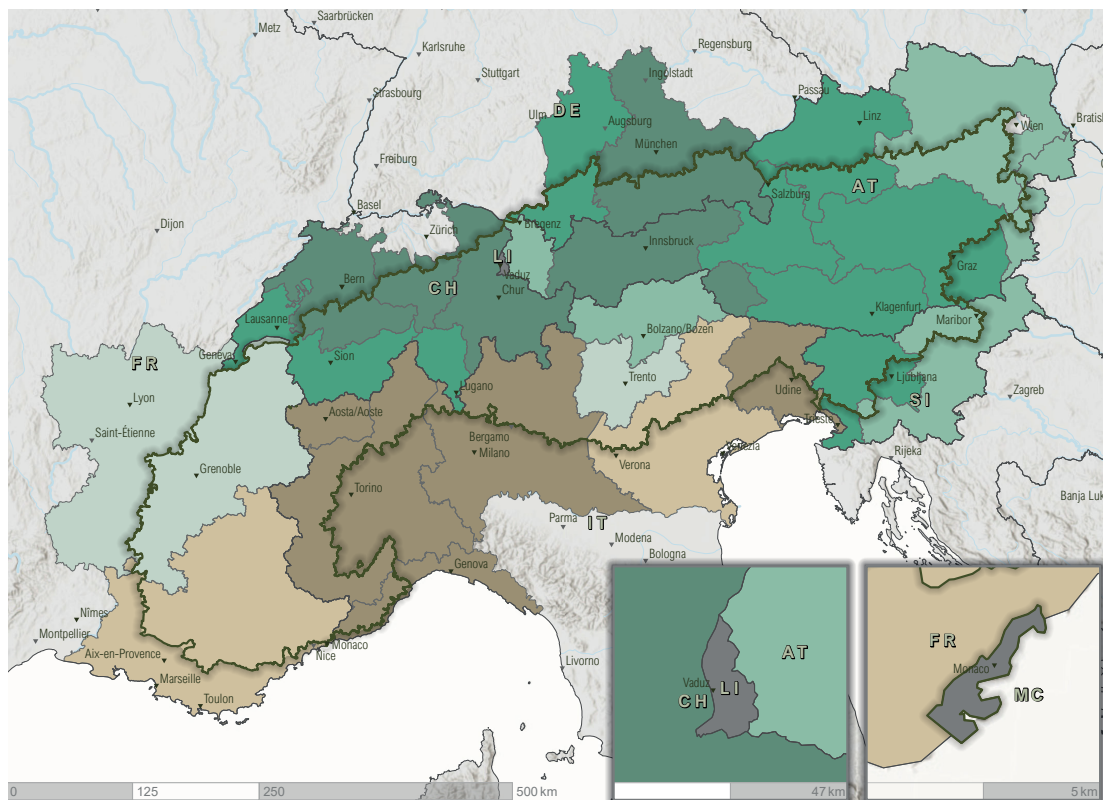 Saarbrücken
Metz
Karlsruhe
Regensburg
Stuttgart
Ingolstadt
Strasbourg
Passau
Ulm
DE
Augsburg
Linz
Wien
München
Freiburg
AT
Salzburg
Basel
Dijon
Zürich
Bregenz
Innsbruck
LI
Vaduz
Graz
Bern
CH
Chur
Klagenfurt
Lausanne
Maribor
Bolzano/Bozen
Genève
Sion
FR
Trento
Ljubljana
Lugano
Udine
Zagreb
Lyon
SI
Aosta/Aoste
Trieste
Saint-Étienne
Bergamo
Venezia
Milano
Rijeka
Verona
Grenoble
Torino
Banja Luk
Parma
IT
Modena
Bologna
Genova
Nîmes
Montpellier
Monaco
Nice
Aix-en-Provence
Livorno
Marseille
Toulon
AT
Vaduz
CH
LI
FR
Monaco
MC
0
125
250
500 km
47 km
5 km